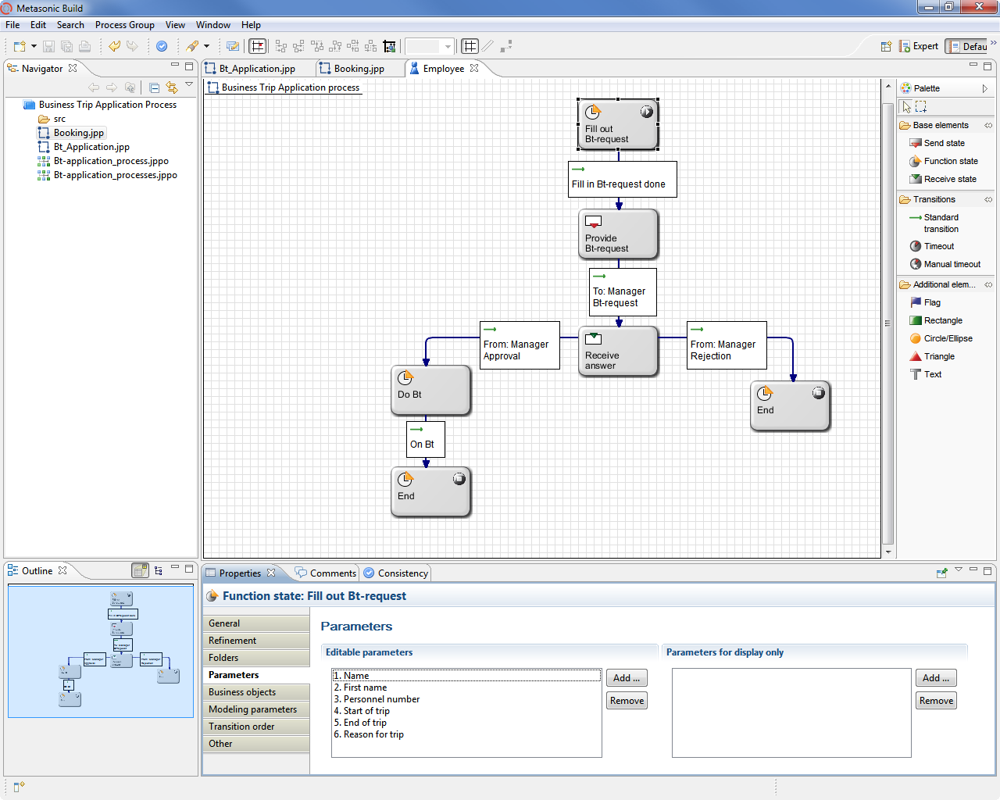 Metasonic Build
File Edit Search Process Group View Window Help
Expert Defau
Navigator
Business Trip Application Process
src
Booking.jpp
Bt_Application.jpp
Bt-application_process.jppo
Bt-application_processes.jppo
Bt_Application.jpp Booking.jpp Employee
Business Trip Application process
Fill out
Bt-request
Fill in Bt-request done
Provide
Bt-request
To: Manager
Bt-request
From: Manager
Approval
Receive
answer
From: Manager
Rejection
Do Bt
End
On Bt
End
Palette
Base elements
Send state
Function state
Receive state
Transitions
Standard
transition
Timeout
Manual timeout
Additional elem...
Flag
Rectangle
Circle/Ellipse
Triangle
Text
Outline
Properties Comments Consistency
Function state: Fill out Bt-request
General
Refinement
Folders
Parameters
Business objects
Modeling parameters
Transition order
Other
Parameters
Editable parameters
1. Name
2. First name
3. Personnel number
4. Start of trip
5. End of trip
6. Reason for trip
Add ...
Remove
Parameters for display only
Add ...
Remove